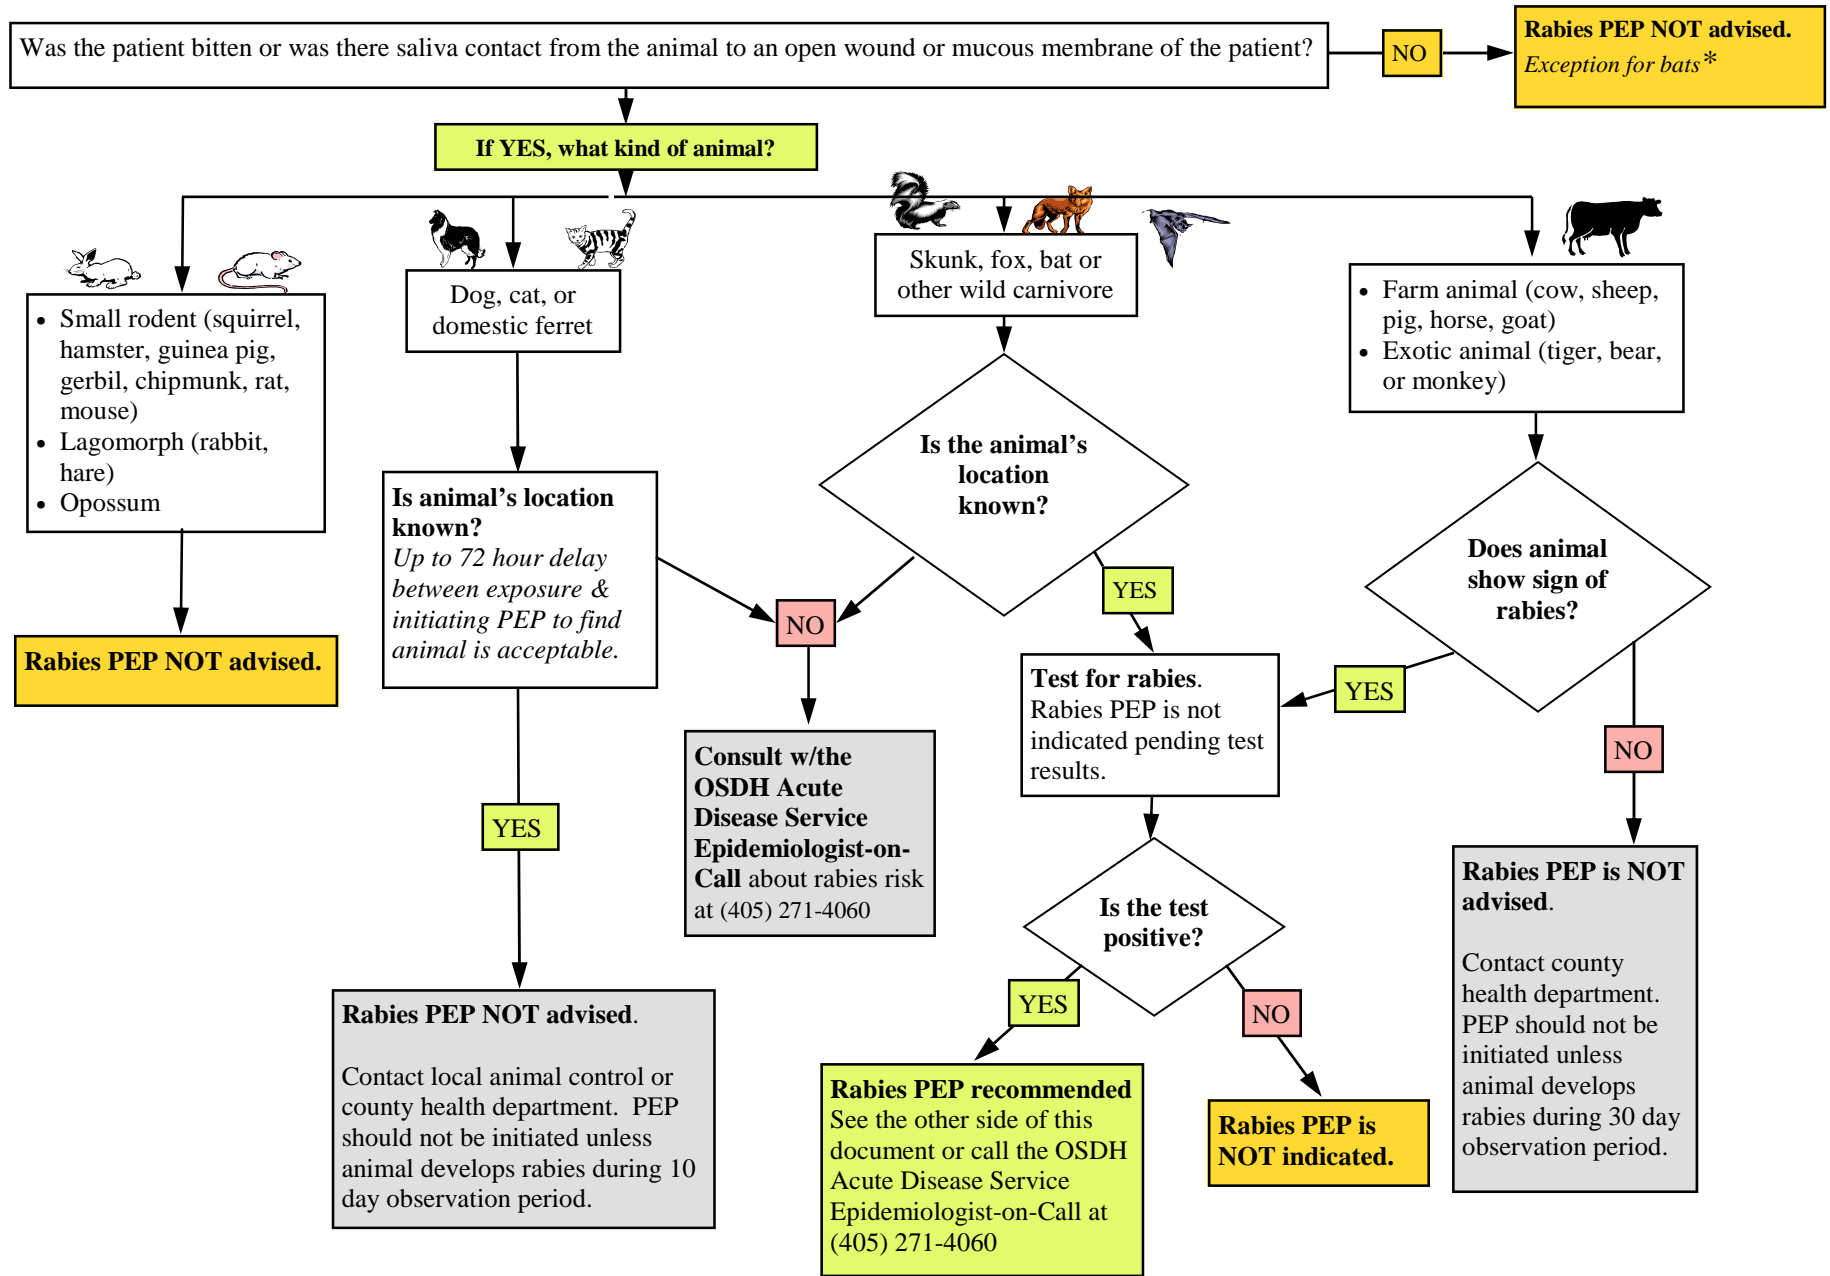 Was the patient bitten or was there saliva contact from the animal to an open wound or mucous membrane of the patient?
NO
Rabies PEP NOT advised.
Exception for bats*
If YES, what kind of animal?
• Small rodent (squirrel,
hamster, guinea pig,
gerbil, chipmunk, rat,
mouse)
• Lagomorph (rabbit,
hare)
• Opossum
Rabies PEP NOT advised.
Dog, cat, or
domestic ferret
Is animal's location
known?
Up to 72 hour delay
between exposure &
initiating PEP to find
animal is acceptable.
YES
Rabies PEP NOT advised.
Contact local animal control or
county health department.  PEP
should not be initiated unless
animal develops rabies during 10
day observation period.
Skunk, fox, bat or
other wild carnivore
Is the animal's
location
known?
NO
Consult w/the
OSDH Acute
Disease Service
Epidemiologist-on-
Call about rabies risk
at (405) 271-4060
YES
Test for rabies.
Rabies PEP is not
indicated pending test
results.
Is the test
positive?
YES
Rabies PEP recommended
See the other side of this
document or call the OSDH
Acute Disease Service
Epidemiologist-on-Call at
(405) 271-4060
NO
Rabies PEP is
NOT indicated.
• Farm animal (cow, sheep,
pig, horse, goat)
• Exotic animal (tiger, bear,
or monkey)
Does animal
show sign of
rabies?
YES
NO
Rabies PEP is NOT
advised.
Contact county
health department.
PEP should not be
initiated unless
animal develops
rabies during 30 day
observation period.